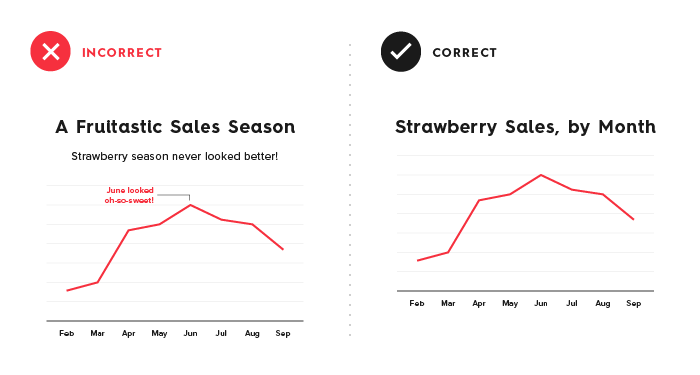 INCORRECT
A Fruitastic Sales Season
Strawberry season never looked better!
June looked
oh-so-sweet!
Feb Mar Apr May Jun Jul Aug Sep
CORRECT
Strawberry Sales, by Month
Feb Mar Apr May Jun Jul Aug Sep